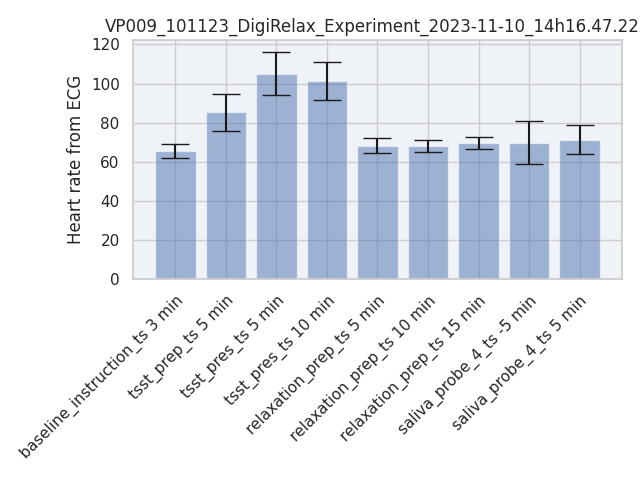 VP009_101123_DigiRelax_Experiment_2023-11-10_14h16.47.22
Heart rate from ECG
120
100
80
60
40
20
0
baseline_instruction_ts 3 min
tsst_prep_ts 5 min
tsst_pres_ts 5 min
tsst_pres_ts 10 min
relaxation_prep_ts 5 min
relaxation_prep_ts 10 min
relaxation_prep_ts 15 min
saliva_probe_4_ts -5 min
saliva_probe_4_ts 5 min